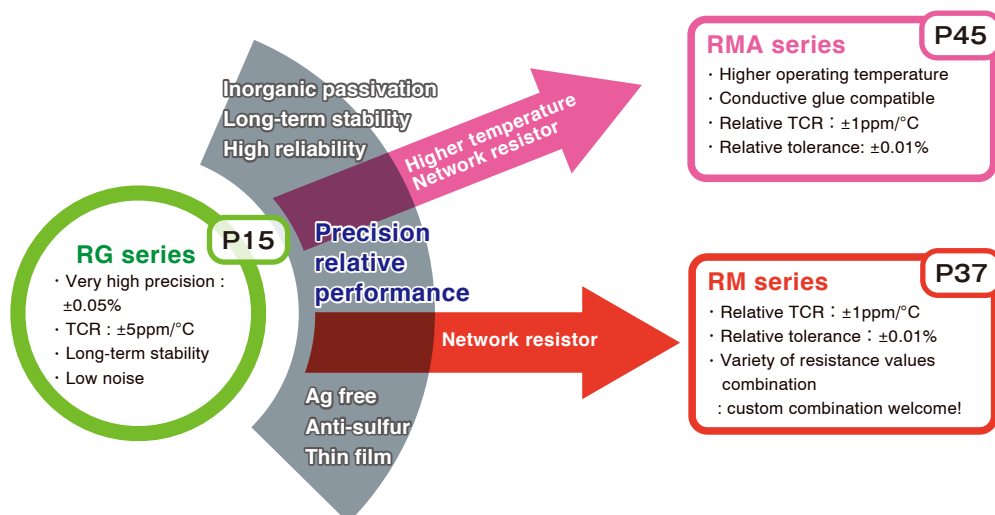 RG series
P15
· Very high precision :
±0.05%
· TCR : ±5ppm/°C
· Long-term stability
· Low noise
Inorganic passivation
Long-term stability
High reliability
Precision
relative
performance
Ag free
Anti-sulfur
Thin film
Higher temperature
Network resistor
Network resistor
RMA series
P45
· Higher operating temperature
· Conductive glue compatible
· Relative TCR：±1ppm/°C
· Relative tolerance: ±0.01%
RM series
P37
· Relative TCR：±1ppm/°C
· Relative tolerance：±0.01%
· Variety of resistance values
combination
: custom combination welcome!